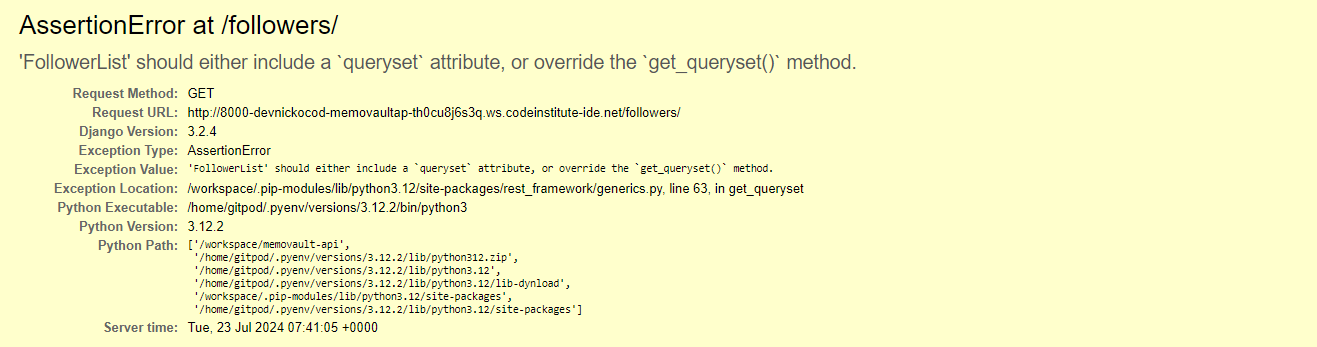 AssertionError at /followers/
'FollowerList' should either include a `queryset` attribute, or override the `get_queryset()` method.
Request Method: GET
Request URL: http://8000-devnickocod-memovaultap-th0cu8j6s3q.ws.codeinstitute-ide.net/followers/
Django Version: 3.2.4
Exception Type: AssertionError
Exception Value: 'FollowerList' should either include a `queryset` attribute, or override the `get_queryset()` method.
Exception Location: /workspace/.pip-modules/lib/python3.12/site-packages/rest_framework/generics.py, line 63, in get_queryset
Python Executable: /home/gitpod/.pyenv/versions/3.12.2/bin/python3
Python Version: 3.12.2
Python Path: ['/workspace/memovault-api',
'/home/gitpod/.pyenv/versions/3.12.2/lib/python312.zip',
'/home/gitpod/.pyenv/versions/3.12.2/lib/python3.12',
'/home/gitpod/.pyenv/versions/3.12.2/lib/python3.12/lib-dynload',
'/workspace/.pip-modules/lib/python3.12/site-packages',
'/home/gitpod/.pyenv/versions/3.12.2/lib/python3.12/site-packages']
Server time: Tue, 23 Jul 2024 07:41:05 +0000